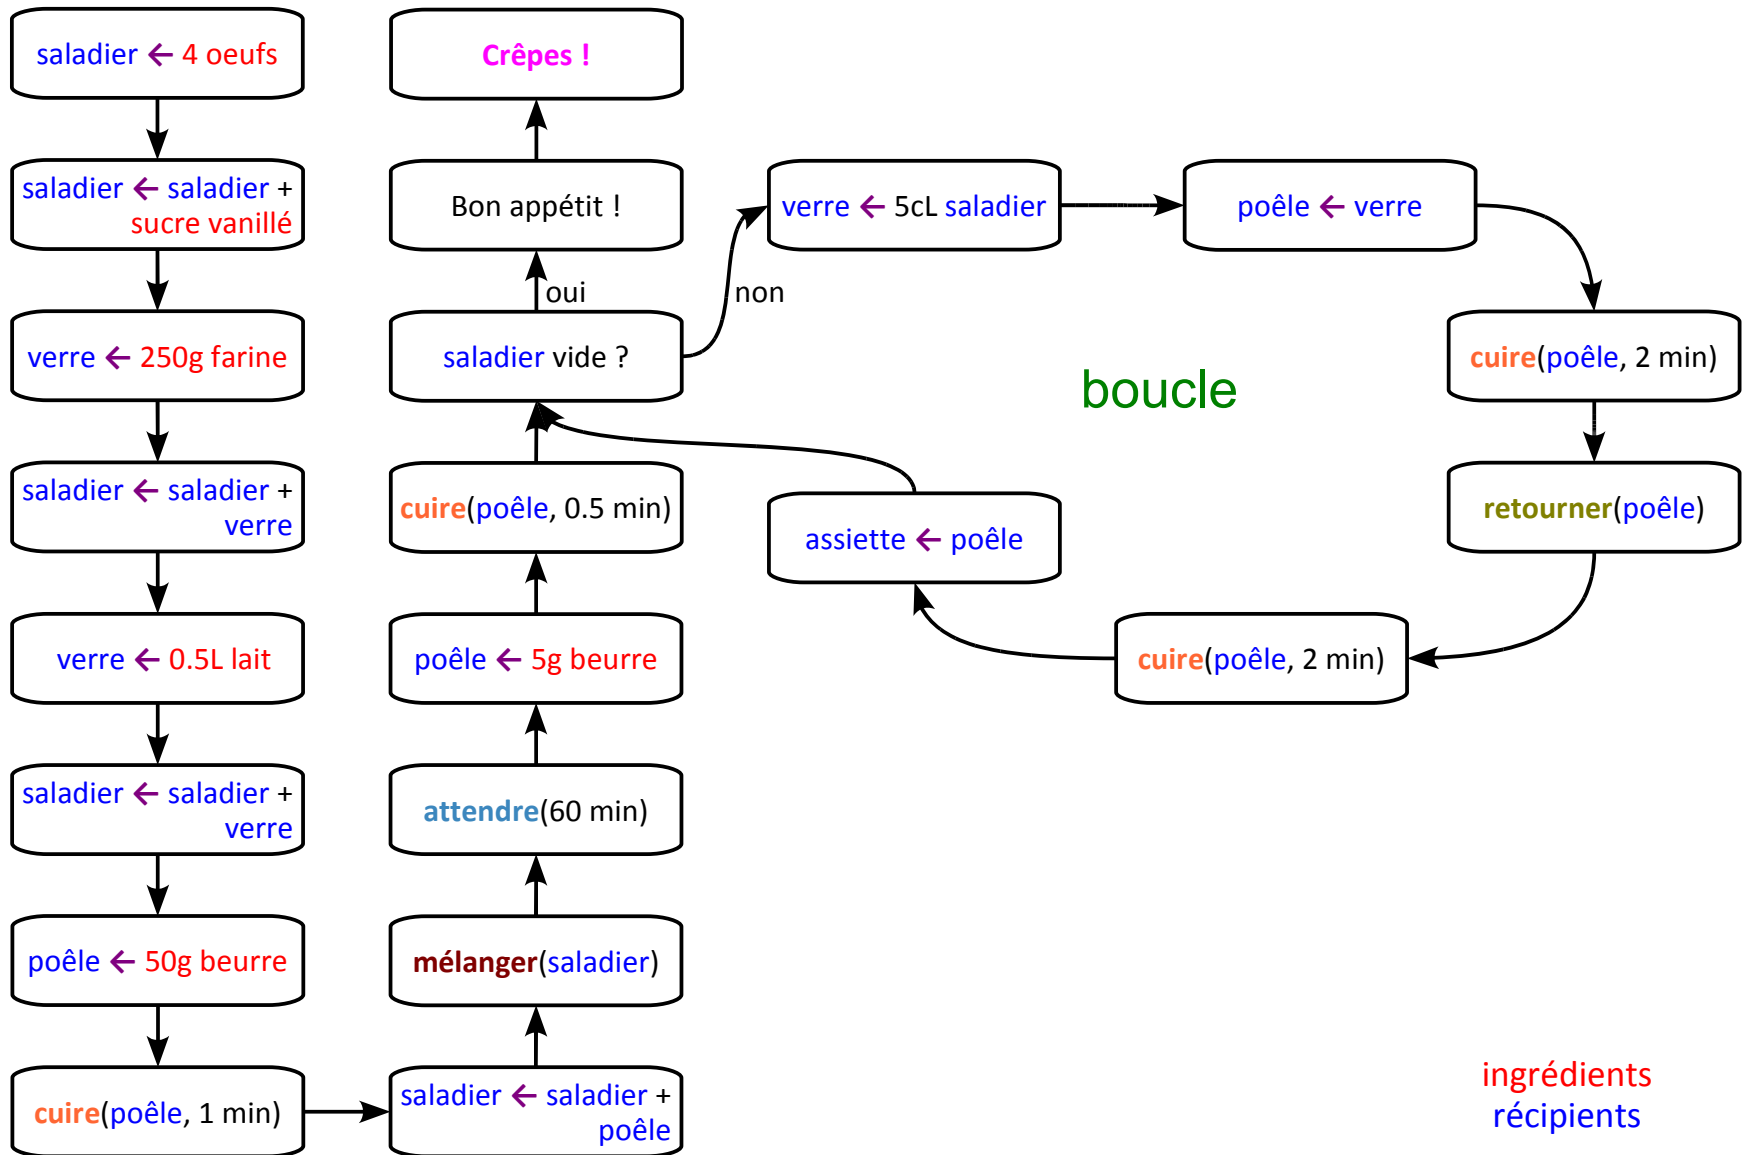 saladier ← 4 oeufs
saladier ← saladier +
sucre vanillé
verre ← 250g farine
saladier ← saladier +
verre
verre ← 0.5L lait
saladier ← saladier +
verre
poêle ← 50g beurre
cuire(poêle, 1 min)
saladier ← saladier +
poêle
mélanger(saladier)
attendre(60 min)
poêle ← 5g beurre
cuire(poêle, 0.5 min)
saladier vide ?
oui
non
Bon appétit !
Crêpes !
verre ← 5cL saladier
poêle ← verre
cuire(poêle, 2 min)
retourner(poêle)
cuire(poêle, 2 min)
assiette ← poêle
boucle
ingrédients
récipients